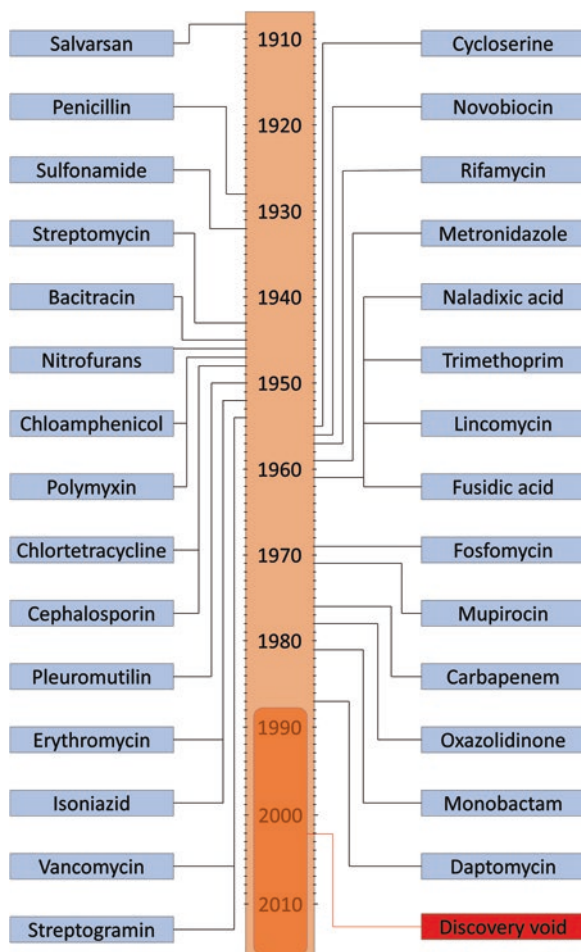 Salvarsan
Penicillin
Sulfonamide
Streptomycin
Bacitracin
Nitrofurans
Chloamphenicol
Polymyxin
Chlortetracycline
Cephalosporin
Pleuromutilin
Erythromycin
Isoniazid
Vancomycin
Streptogramin
1910
1920
1930
1940
1950
1960
1970
1980
1990
2000
2010
Cycloserine
Novobiocin
Rifamycin
Metronidazole
Naladixic acid
Trimethoprim
Lincomycin
Fusidic acid
Fosfomycin
Mupirocin
Carbapenem
Oxazolidinone
Monobactam
Daptomycin
Discovery void